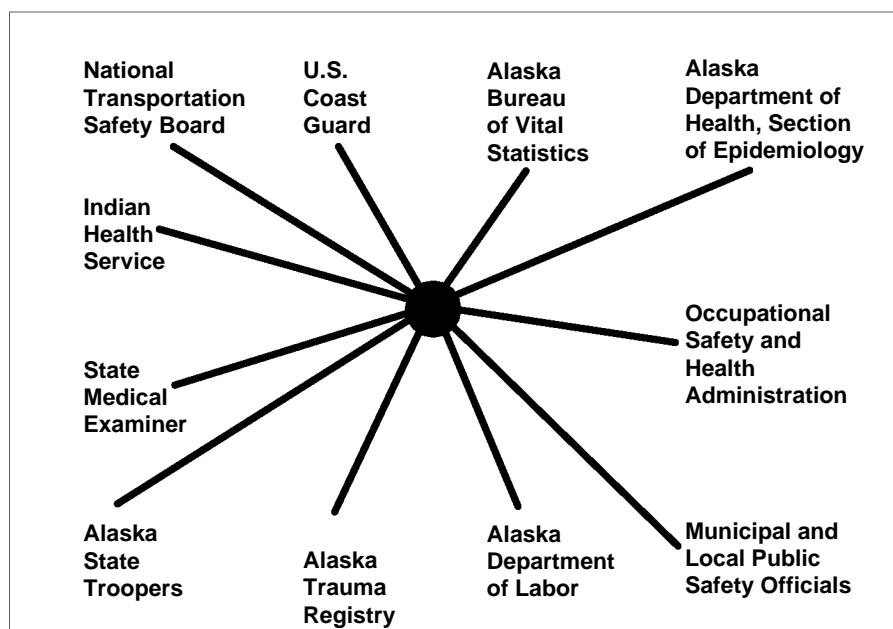 National
Transportation
Safety Board
U.S.
Coast
Guard
Alaska
Bureau
of Vital
Statistics
Alaska
Department of
Health, Section
of Epidemiology
Indian
Health
Service
Occupational
Safety and
Health
Administration
State
Medical
Examiner
Alaska
State
Troopers
Alaska
Trauma
Registry
Alaska
Department
of Labor
Municipal and
Local Public
Safety Officials